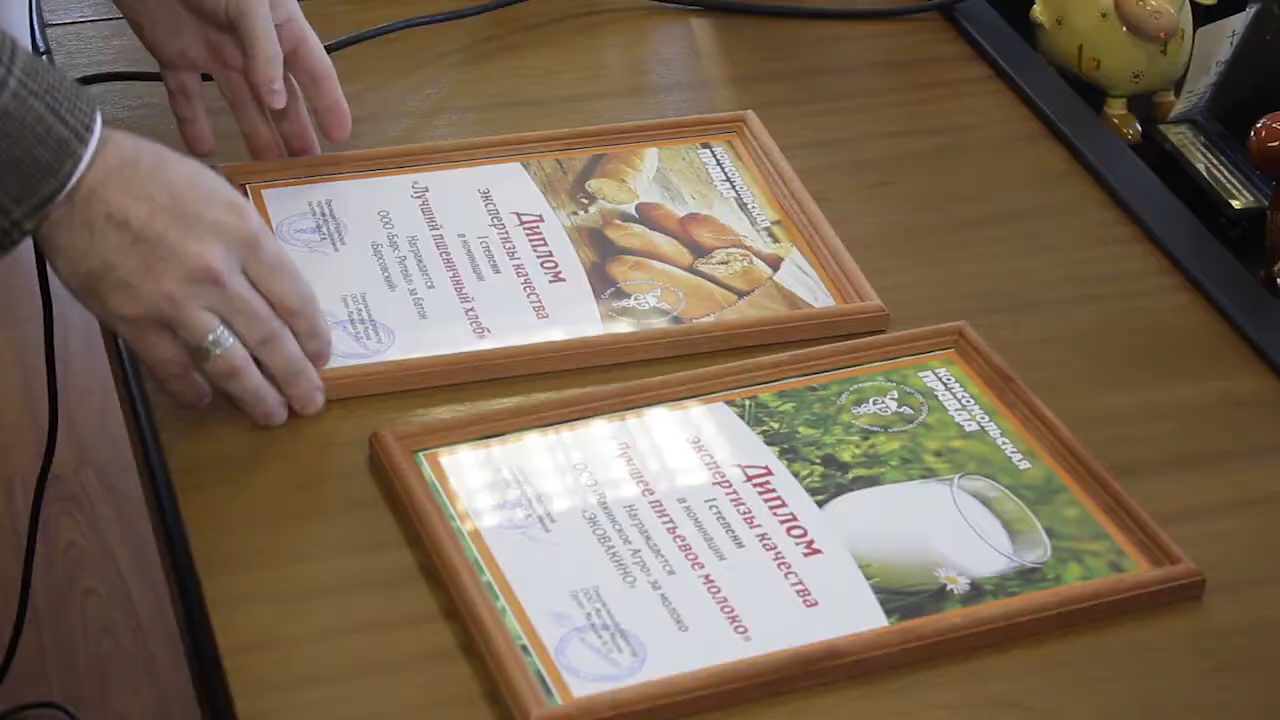 КОМСОМОЛЬСКАЯ
ПРАВДА
ДИПЛОМ
экспертизы качества
I степени
в номинации
«Лучший пшеничный хлеб»
Награждается
ООО «Барс-Ритейл» за батон
«Барсовский»
КОМСОМОЛЬСКАЯ
ПРАВДА
ДИПЛОМ
экспертизы качества
I степени
в номинации
«Лучшее питьевое молоко»
Награждается
ООО «Вакинское Агро» за молоко
«ЭКОВАКИНО»